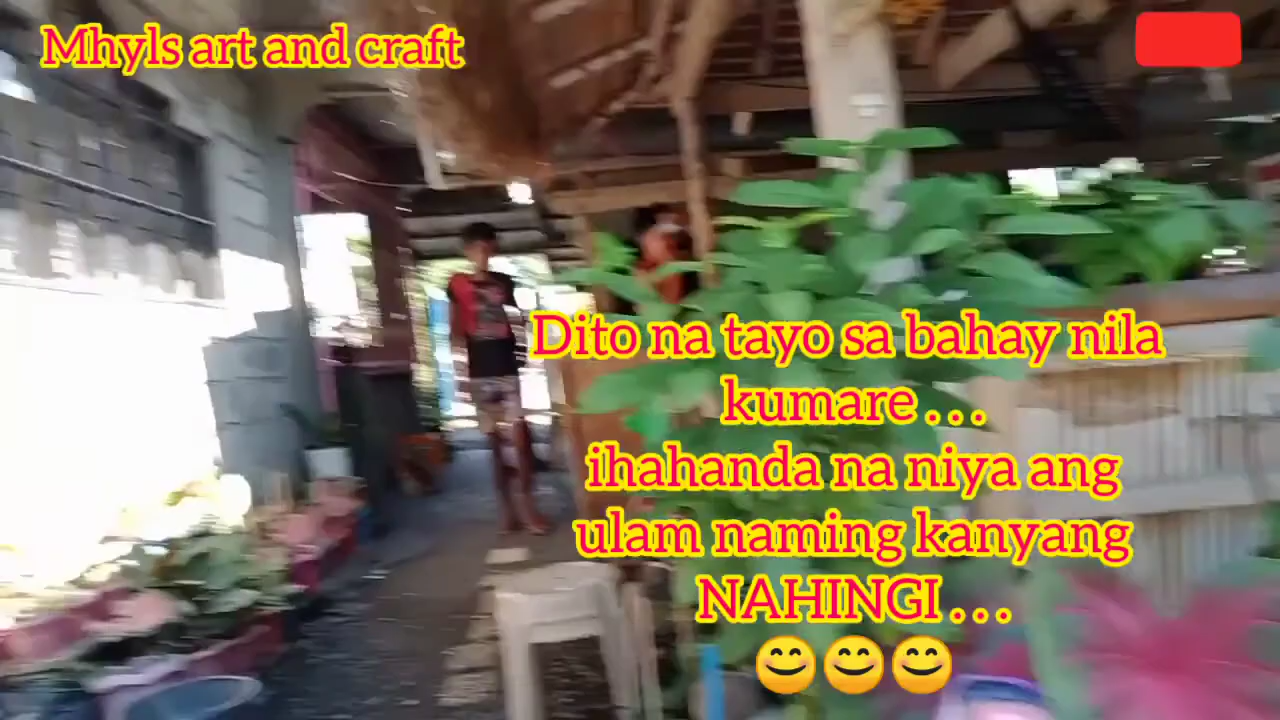 Mhyls art and craft
Dito na tayo sa bahay nila
kumare . . .
ihahanda na niya ang
ulam naming kanyang
NAHINGI . . .
😊😊😊